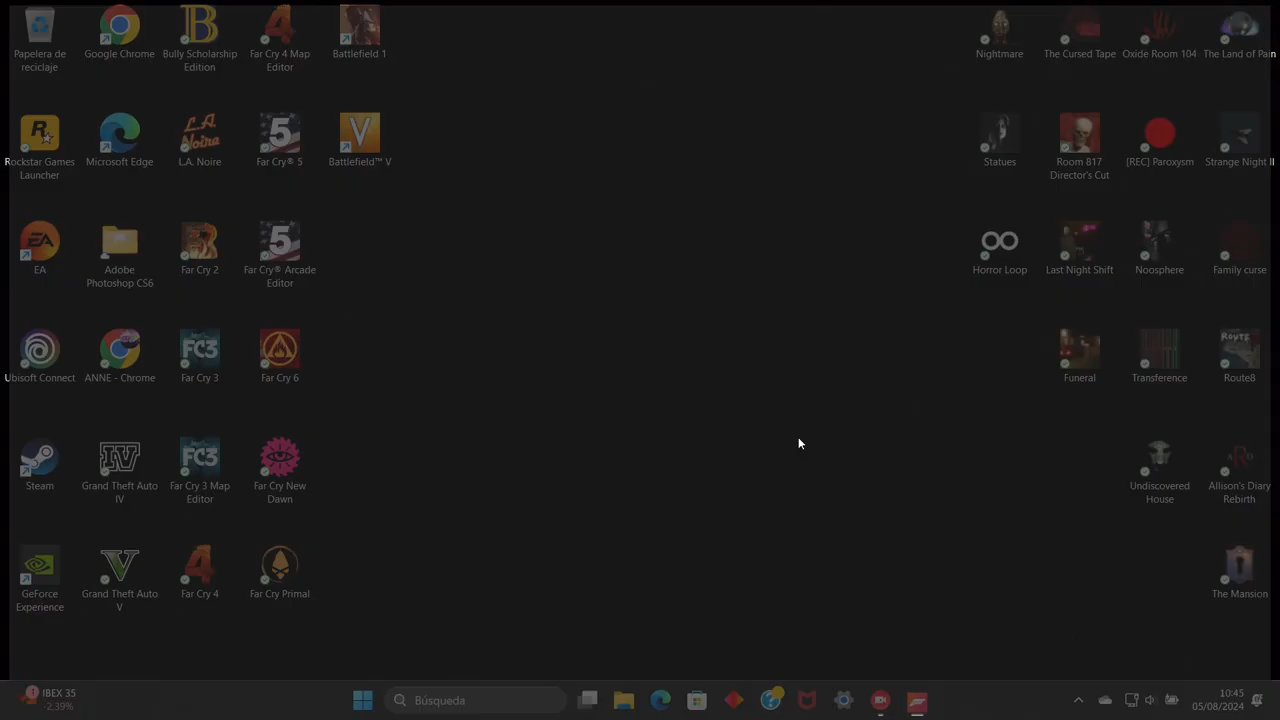 Papelera de
reciclaje
Google Chrome
Bully Scholarship
Edition
Far Cry 4 Map
Editor
Battlefield 1
Nightmare
The Cursed Tape
Oxide Room 104
The Land of Pain
Rockstar Games
Launcher
Microsoft Edge
L.A. Noire
Far Cry® 5
Battlefield™ V
Statues
Room 817
Director's Cut
[REC] Paroxysm
Strange Night II
EA
Adobe
Photoshop CS6
Far Cry 2
Far Cry® Arcade
Editor
Horror Loop
Last Night Shift
Noosphere
Family curse
Ubisoft Connect
ANNE - Chrome
Far Cry 3
Far Cry 6
Funeral
Transference
Route8
Steam
Grand Theft Auto
IV
Far Cry 3 Map
Editor
Far Cry New
Dawn
Undiscovered
House
Allison's Diary
Rebirth
GeForce
Experience
Grand Theft Auto
V
Far Cry 4
Far Cry Primal
The Mansion
1
IBEX 35
-2,39%
Búsqueda
10:45
05/08/2024